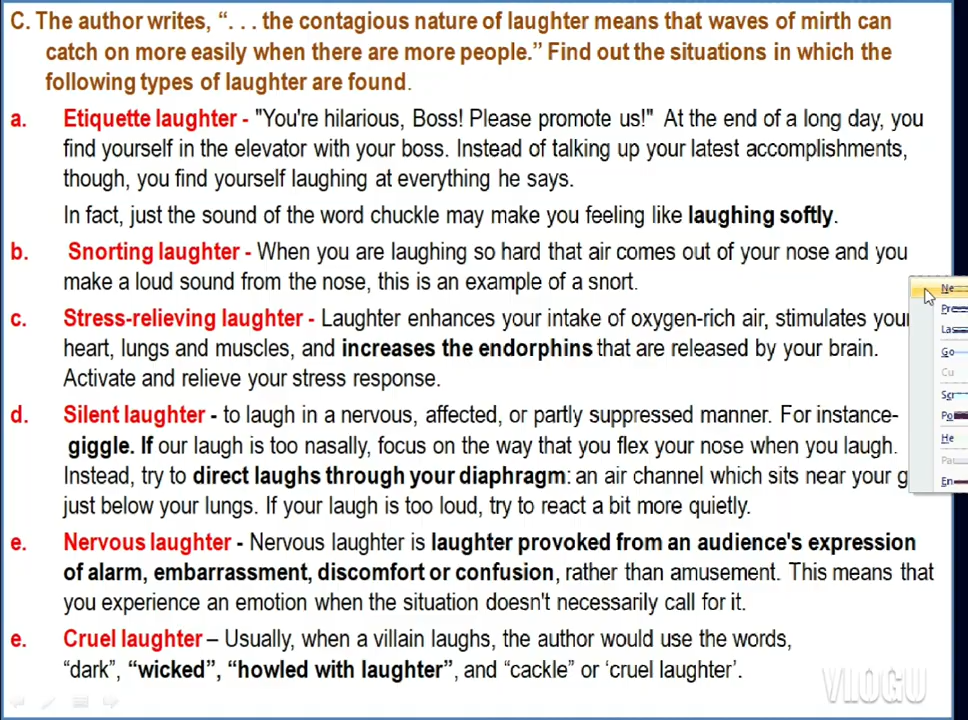 C. The author writes, “. . . the contagious nature of laughter means that waves of mirth can
catch on more easily when there are more people.” Find out the situations in which the
following types of laughter are found.
a. Etiquette laughter - "You're hilarious, Boss! Please promote us!" At the end of a long day, you
find yourself in the elevator with your boss. Instead of talking up your latest accomplishments,
though, you find yourself laughing at everything he says.
In fact, just the sound of the word chuckle may make you feeling like laughing softly.
b. Snorting laughter - When you are laughing so hard that air comes out of your nose and you
make a loud sound from the nose, this is an example of a snort.
c. Stress-relieving laughter - Laughter enhances your intake of oxygen-rich air, stimulates your
heart, lungs and muscles, and increases the endorphins that are released by your brain.
Activate and relieve your stress response.
d. Silent laughter - to laugh in a nervous, affected, or partly suppressed manner. For instance-
giggle. If our laugh is too nasally, focus on the way that you flex your nose when you laugh.
Instead, try to direct laughs through your diaphragm: an air channel which sits near your g
just below your lungs. If your laugh is too loud, try to react a bit more quietly.
e. Nervous laughter - Nervous laughter is laughter provoked from an audience's expression
of alarm, embarrassment, discomfort or confusion, rather than amusement. This means that
you experience an emotion when the situation doesn't necessarily call for it.
e. Cruel laughter – Usually, when a villain laughs, the author would use the words,
“dark”, “wicked”, “howled with laughter”, and “cackle” or ‘cruel laughter’.
Ne
Pre
Las
Go
Cu
Scr
Po
He
Pau
En
VLOGU